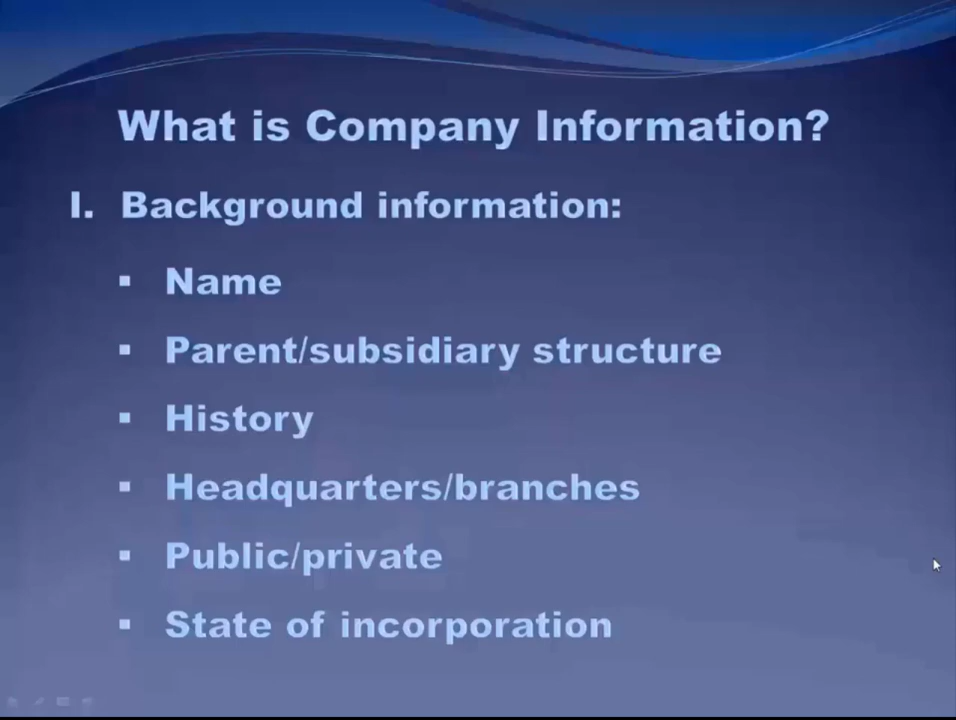 What is Company Information?
I. Background information:
▪ Name
▪ Parent/subsidiary structure
▪ History
▪ Headquarters/branches
▪ Public/private
▪ State of incorporation